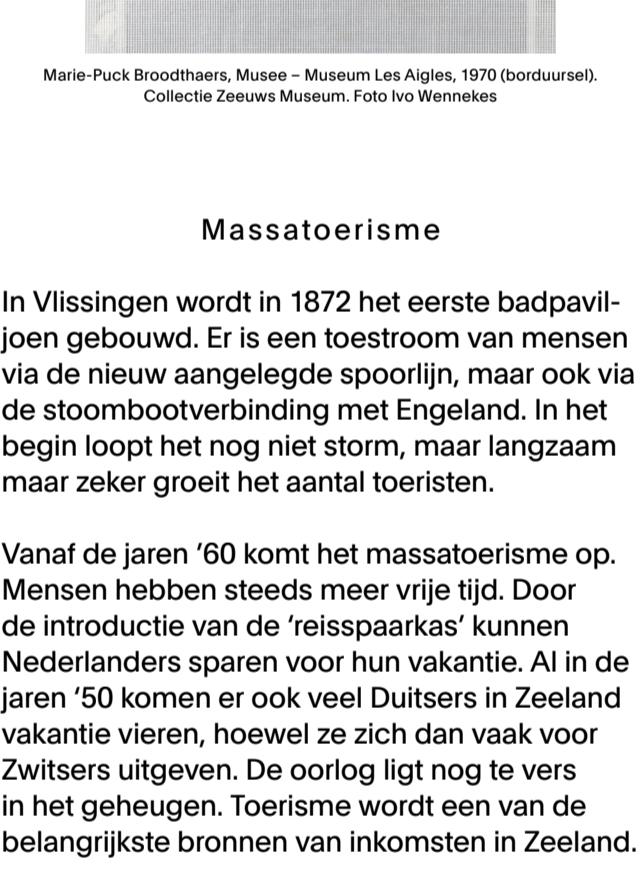 Marie-Puck Broodthaers, Musee – Museum Les Aigles, 1970 (borduursel).
Collectie Zeeuws Museum. Foto Ivo Wennekes
Massatoerisme
In Vlissingen wordt in 1872 het eerste badpavil-
joen gebouwd. Er is een toestroom van mensen
via de nieuw aangelegde spoorlijn, maar ook via
de stoombootverbinding met Engeland. In het
begin loopt het nog niet storm, maar langzaam
maar zeker groeit het aantal toeristen.
Vanaf de jaren ’60 komt het massatoerisme op.
Mensen hebben steeds meer vrije tijd. Door
de introductie van de ‘reisspaarkas’ kunnen
Nederlanders sparen voor hun vakantie. Al in de
jaren ‘50 komen er ook veel Duitsers in Zeeland
vakantie vieren, hoewel ze zich dan vaak voor
Zwitsers uitgeven. De oorlog ligt nog te vers
in het geheugen. Toerisme wordt een van de
belangrijkste bronnen van inkomsten in Zeeland.